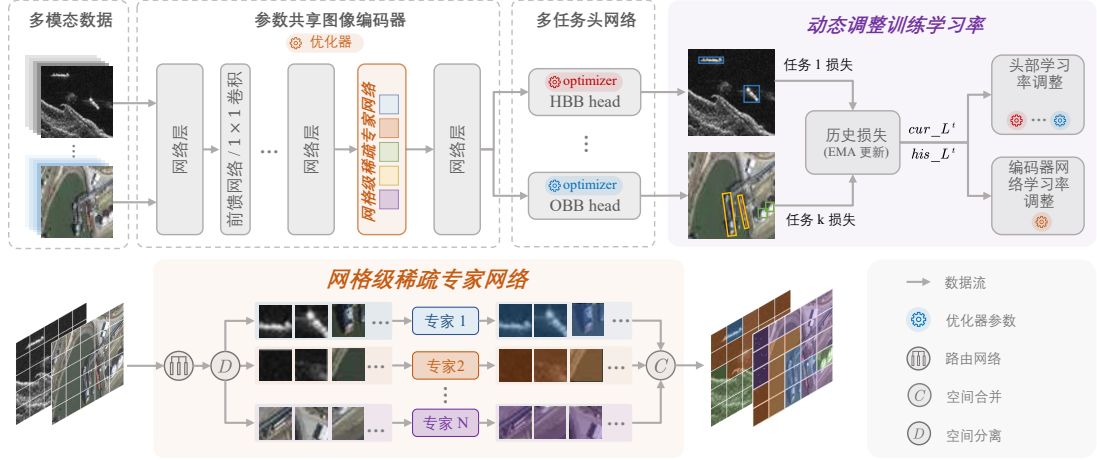 多模态数据
参数共享图像编码器
优化器
多任务头网络
动态调整训练学习率
网络层
前馈网络 / 1 × 1 卷积
...
网络层
网格级稀疏专家网络
网络层
optimizer
HBB head
optimizer
OBB head
任务 1 损失
任务 k 损失
历史损失
(EMA 更新)
cur_Lᵗ
his_Lᵗ
头部学习
率调整
编码器网
络学习率
调整
网格级稀疏专家网络
D
专家 1
专家2
专家 N
C
数据流
优化器参数
路由网络
C 空间合并
D 空间分离